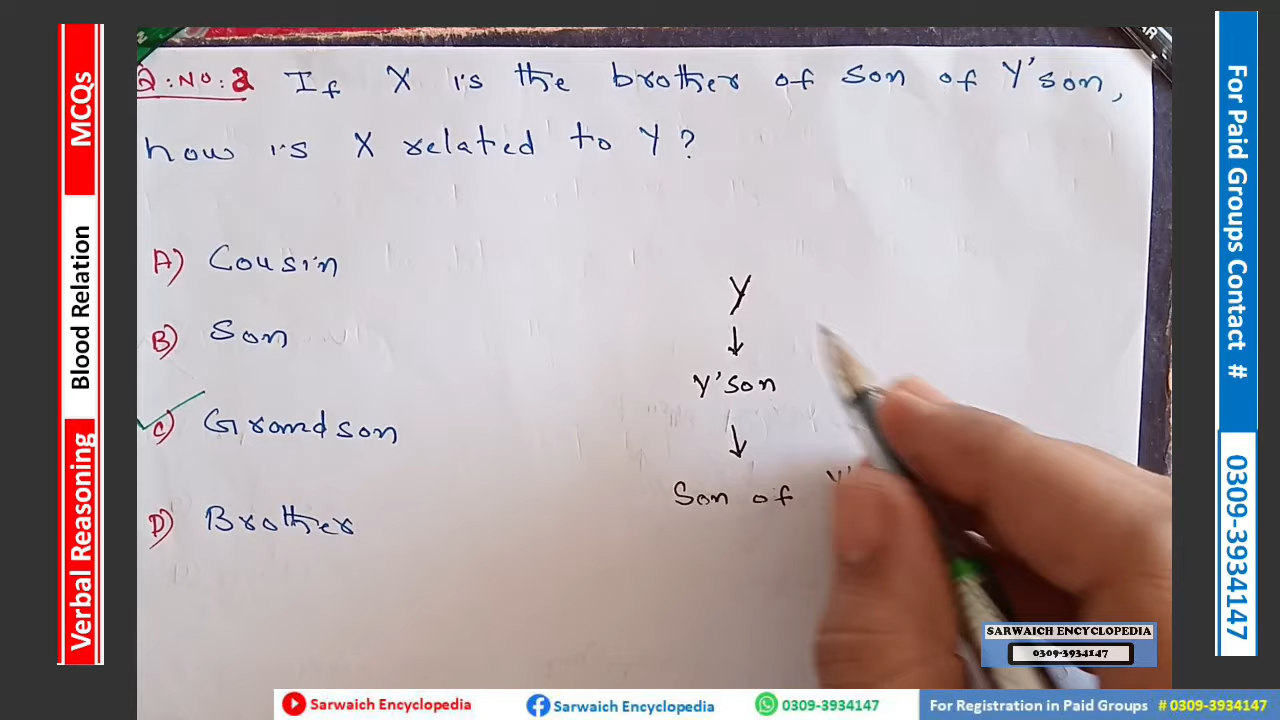 Q:NO:2 If X is the brother of Son of Y'son,
how is X related to Y?
A) Cousin
B) Son
C) Grandson
D) Brother
Y
Y'son
Son of
MCQs
Blood Relation
Verbal Reasoning
For Paid Groups Contact #
0309-3934147
SARWAICH ENCYCLOPEDIA
0309-3934147
Sarwaich Encyclopedia
Sarwaich Encyclopedia
0309-3934147
For Registration in Paid Groups # 0309-3934147